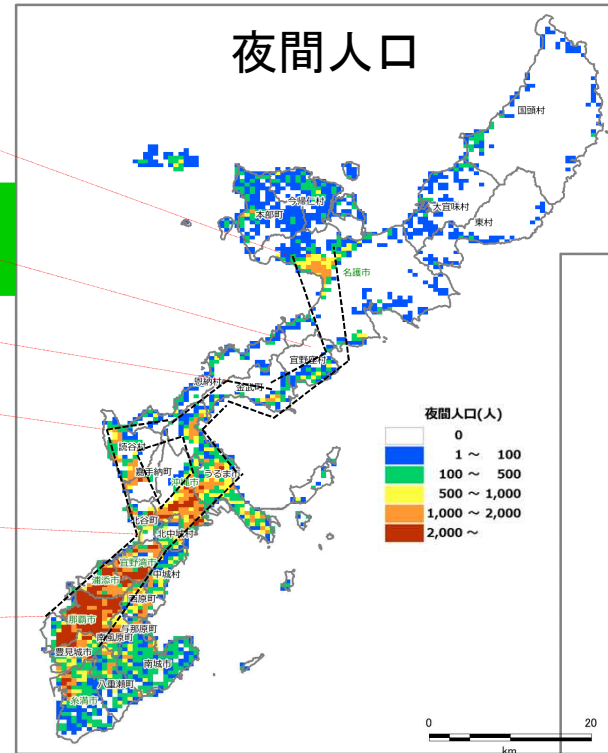 夜間人口
国頭村
今帰仁村
大宜味村
本部町
東村
名護市
宜野座村
恩納村
金武町
読谷村
嘉手納町
うるま市
沖縄市
北谷町
北中城村
宜野湾市
中城村
浦添市
西原町
那覇市
与那原町
南風原町
豊見城市
南城市
八重瀬町
糸満市
夜間人口(人)
0
1 ~ 100
100 ~ 500
500 ~ 1,000
1,000 ~ 2,000
2,000 ~
0 20
km